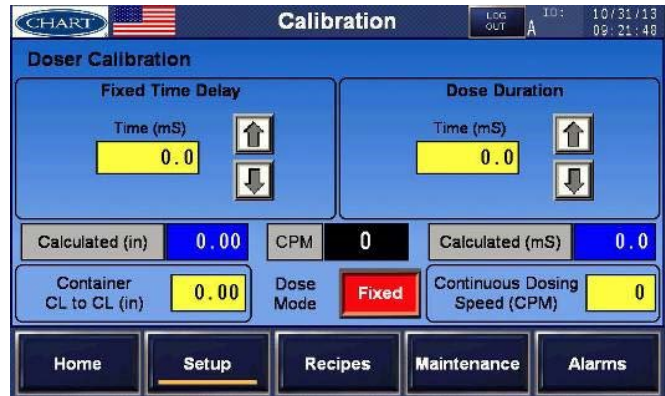 CHART
Calibration
LOG OUT
A
ID:
10/31/13
09:21:48
Doser Calibration
Fixed Time Delay
Time (mS)
0.0
Dose Duration
Time (mS)
0.0
Calculated (in)
0.00
CPM
0
Calculated (mS)
0.0
Container
CL to CL (in)
0.00
Dose
Mode
Fixed
Continuous Dosing
Speed (CPM)
0
Home
Setup
Recipes
Maintenance
Alarms